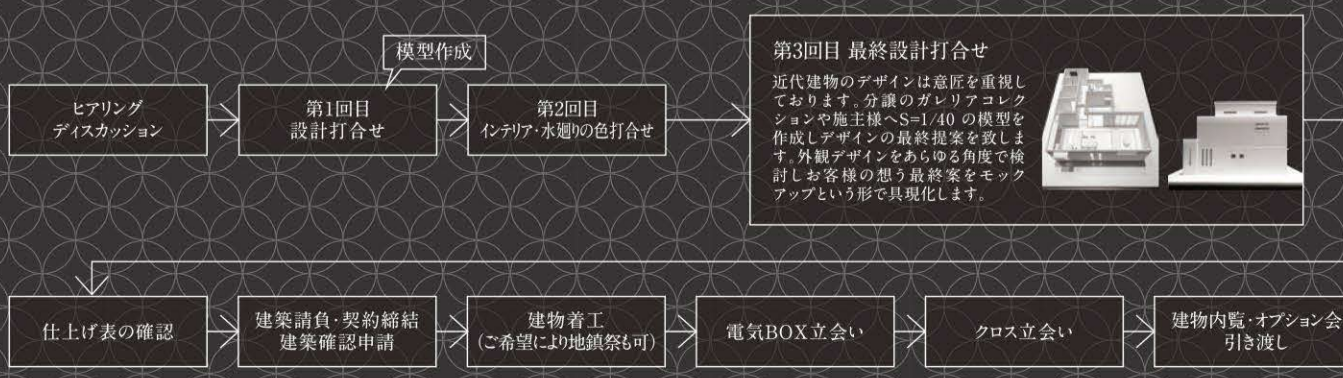 模型作成
ヒアリング
ディスカッション
第1回目
設計打合せ
第2回目
インテリア・水廻りの色打合せ
第3回目 最終設計打合せ
近代建物のデザインは意匠を重視し
ております。分譲のガレリアコレク
ションや施主様へS=1/40 の模型を
作成しデザインの最終提案を致しま
す。外観デザインをあらゆる角度で検
討しお客様の想う最終案をモック
アップという形で具現化します。
仕上げ表の確認
建築請負・契約締結
建築確認申請
建物着工
(ご希望により地鎮祭も可)
電気BOX立会い
クロス立会い
建物内覧・オプション会
引き渡し